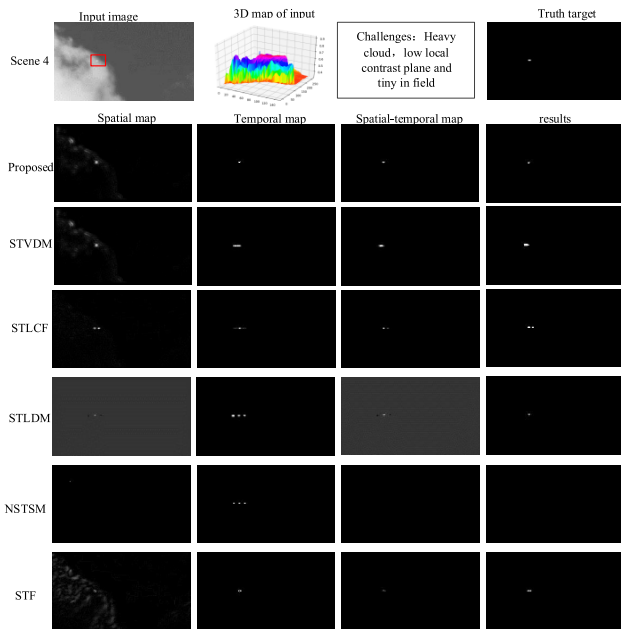 Input image
3D map of input
Truth target
Scene 4
Challenges: Heavy
cloud, low local
contrast plane and
tiny in field
Spatial map
Temporal map
Spatial-temporal map
results
Proposed
STVDM
STLCF
STLDM
NSTSM
STF